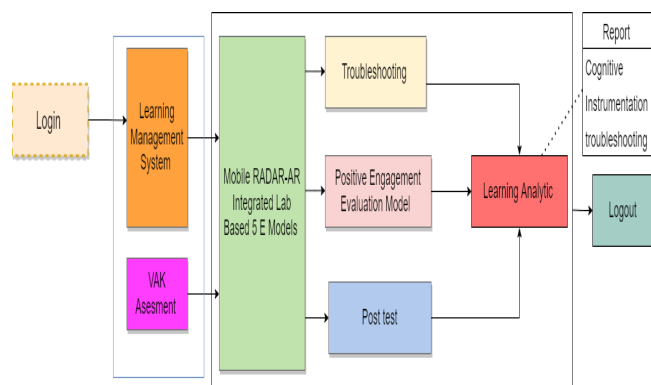 Login
Learning
Management
System
VAK
Asesment
Mobile RADAR-AR
Integrated Lab
Based 5 E Models
Troubleshooting
Positive Engagement
Evaluation Model
Post test
Learning Analytic
Report
Cognitive
Instrumentation
troubleshooting
Logout